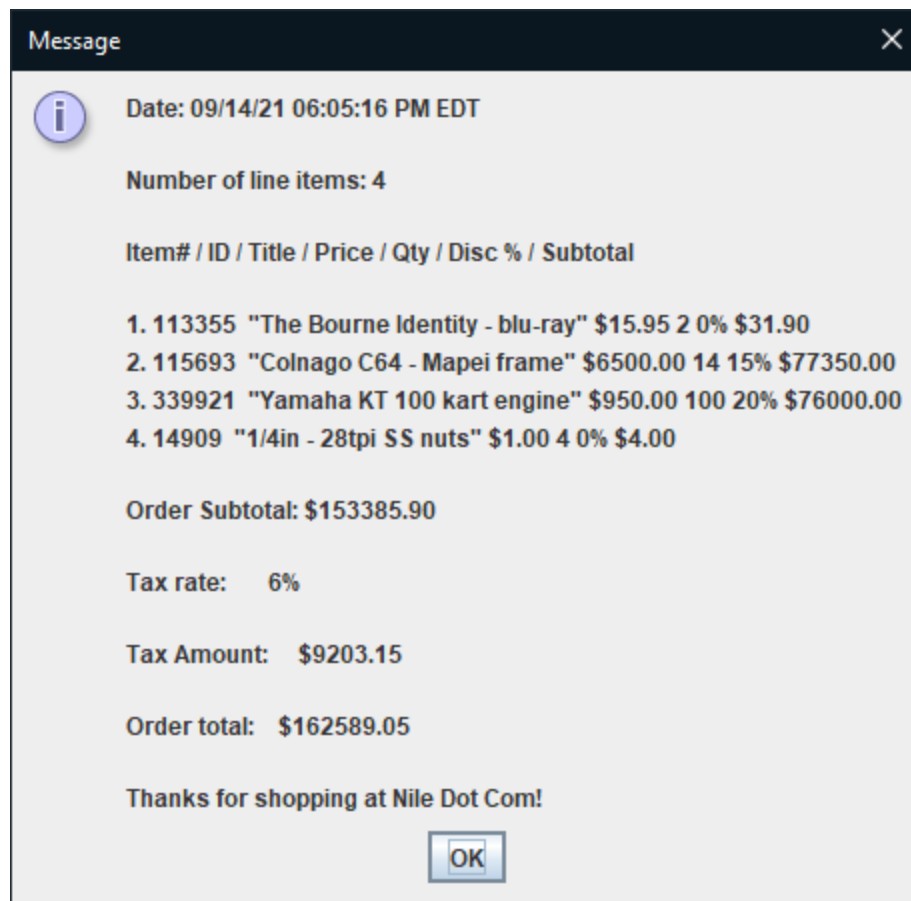 Message
Date: 09/14/21 06:05:16 PM EDT
Number of line items: 4
Item# / ID / Title / Price / Qty / Disc % / Subtotal
1. 113355 "The Bourne Identity - blu-ray" $15.95 2 0% $31.90
2. 115693 "Colnago C64 - Mapei frame" $6500.00 14 15% $77350.00
3. 339921 "Yamaha KT 100 kart engine" $950.00 100 20% $76000.00
4. 14909 "1/4in - 28tpi SS nuts" $1.00 4 0% $4.00
Order Subtotal: $153385.90
Tax rate: 6%
Tax Amount: $9203.15
Order total: $162589.05
Thanks for shopping at Nile Dot Com!
OK